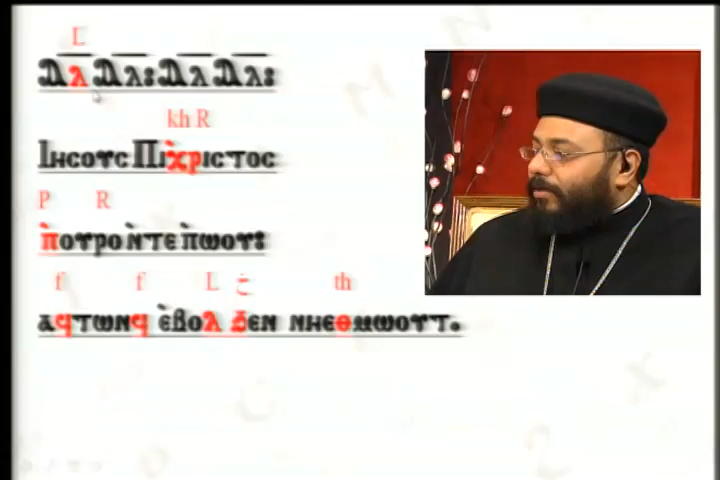 L
Ⲁ̅ⲗ̅ Ⲁ̅ⲗ̅: Ⲁ̅ⲗ̅ Ⲁ̅ⲗ̅:
kh R
Ⲓⲏⲥⲟⲩⲥ Ⲡⲓⲭ̀ⲣⲓⲥⲧⲟⲥ
P R
ⲡ̀ⲟⲩⲣⲟ ⲛ̀ⲧⲉ ⲡ̀ⲱⲟⲩ:
f f L خ th
ⲁϥⲧⲱⲛϥ ⲉ̀ⲃⲟⲗ ϧⲉⲛ ⲛⲏⲉⲑⲙⲱⲟⲩⲧ.